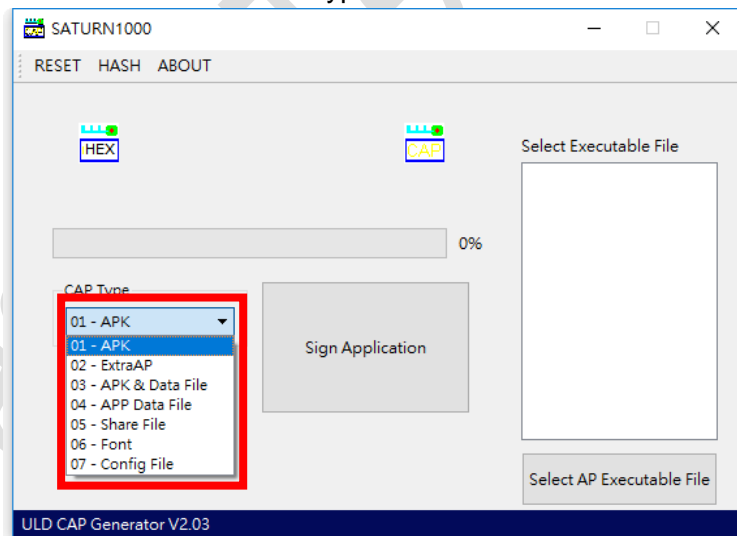 SATURN1000
RESET HASH ABOUT
HEX
CAP
Select Executable File
0%
CAP Type
01 - APK
01 - APK
02 - ExtraAP
03 - APK & Data File
04 - APP Data File
05 - Share File
06 - Font
07 - Config File
Sign Application
Select AP Executable File
ULD CAP Generator V2.03